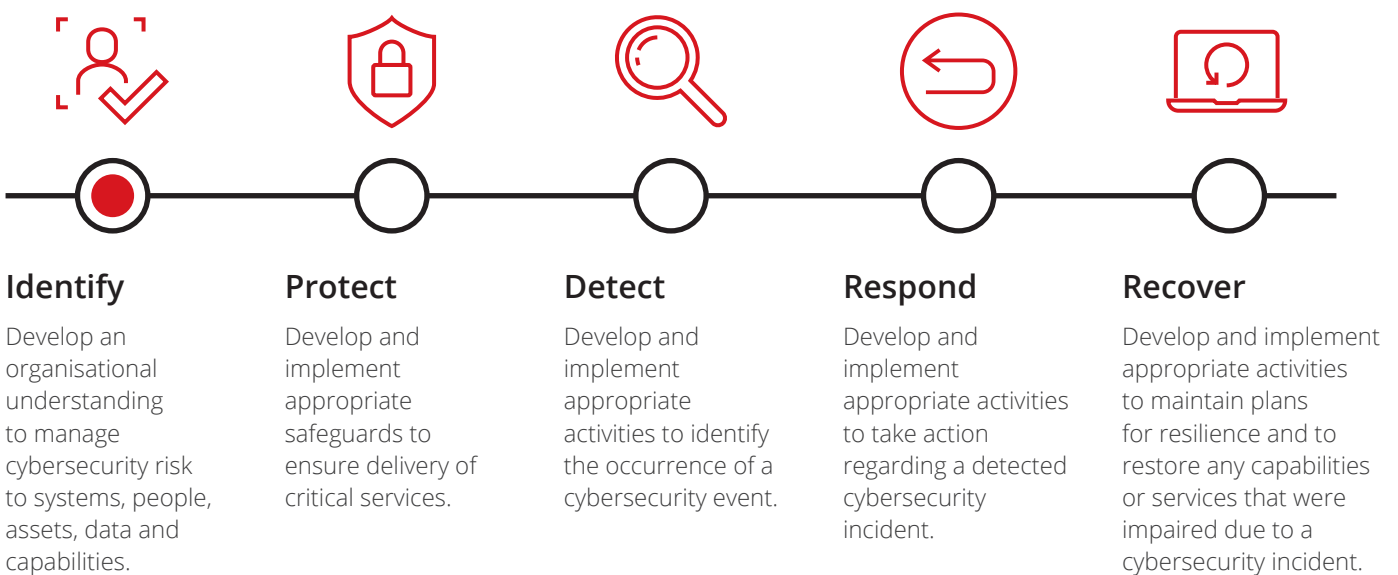 Identify
Develop an
organisational
understanding
to manage
cybersecurity risk
to systems, people,
assets, data and
capabilities.
Protect
Develop and
implement
appropriate
safeguards to
ensure delivery of
critical services.
Detect
Develop and
implement
appropriate
activities to identify
the occurrence of a
cybersecurity event.
Respond
Develop and
implement
appropriate activities
to take action
regarding a detected
cybersecurity
incident.
Recover
Develop and implement
appropriate activities
to maintain plans
for resilience and to
restore any capabilities
or services that were
impaired due to a
cybersecurity incident.